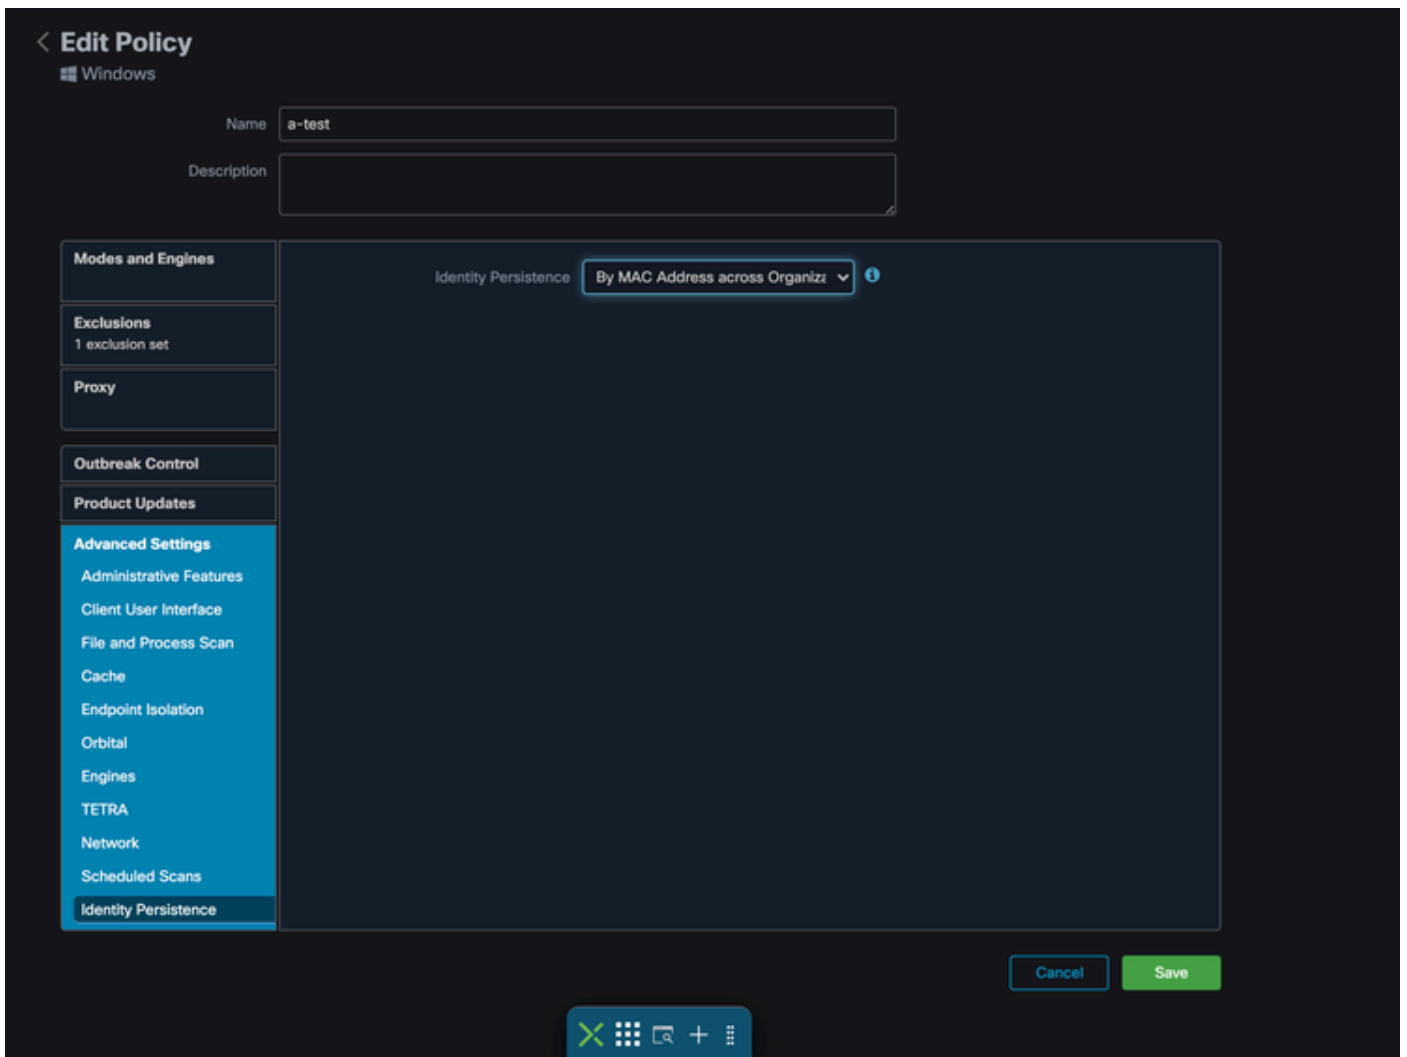 Edit Policy
Windows
Name
a-test
Description
Modes and Engines
Identity Persistence
By MAC Address across Organiza
Exclusions
1 exclusion set
Proxy
Outbreak Control
Product Updates
Advanced Settings
Administrative Features
Client User Interface
File and Process Scan
Cache
Endpoint Isolation
Orbital
Engines
TETRA
Network
Scheduled Scans
Identity Persistence
Cancel
Save